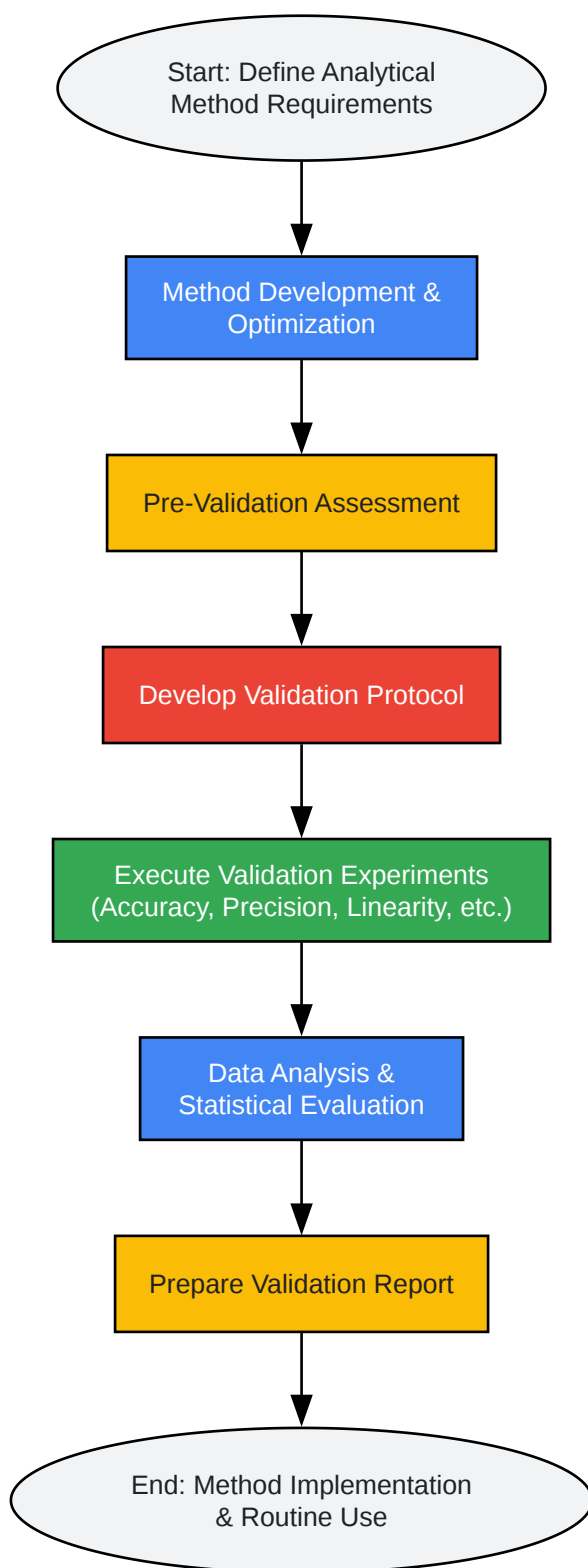 Start: Define Analytical
Method Requirements
Method Development &
Optimization
Pre-Validation Assessment
Develop Validation Protocol
Execute Validation Experiments
(Accuracy, Precision, Linearity, etc.)
Data Analysis &
Statistical Evaluation
Prepare Validation Report
End: Method Implementation
& Routine Use